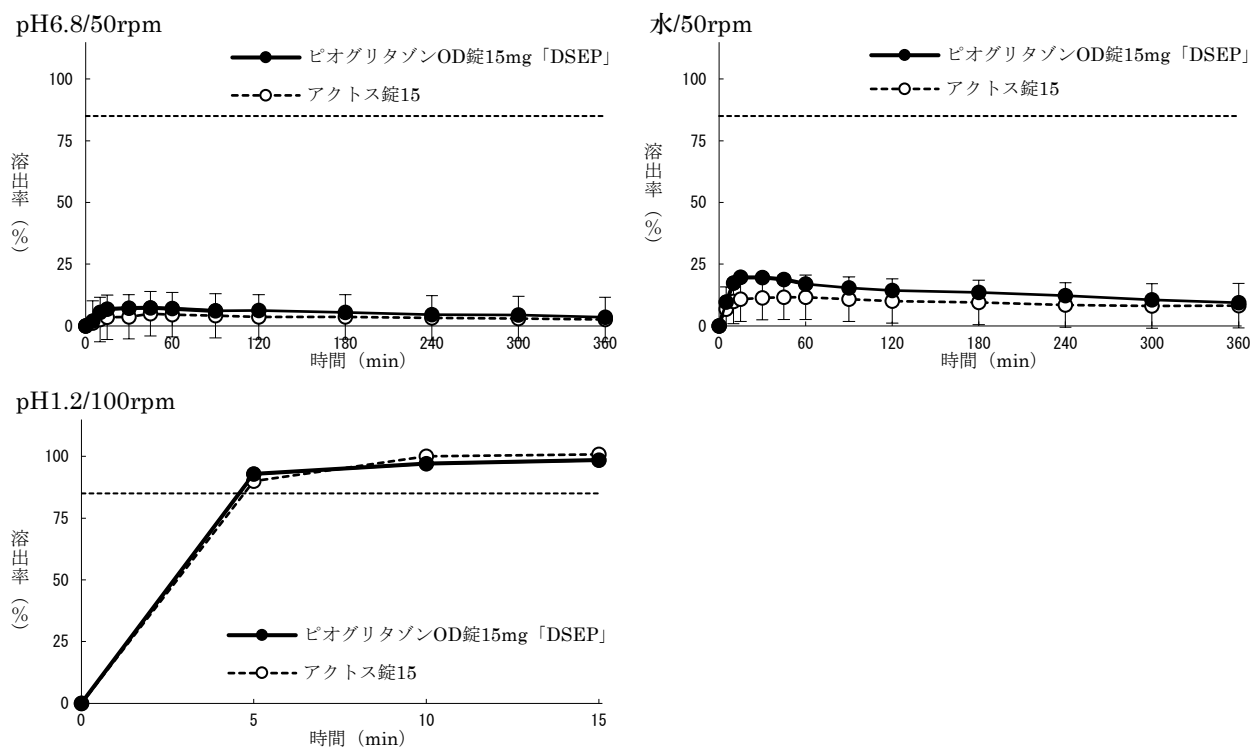 pH6.8/50rpm
ピオグリタゾンOD錠15mg「DSEP」
アクトス錠15
100
75
50
25
0
溶出率（%）
0 60 120 180 240 300 360
時間（min）
水/50rpm
ピオグリタゾンOD錠15mg「DSEP」
アクトス錠15
100
75
50
25
0
溶出率（%）
0 60 120 180 240 300 360
時間（min）
pH1.2/100rpm
100
75
50
25
0
溶出率（%）
ピオグリタゾンOD錠15mg「DSEP」
アクトス錠15
0 5 10 15
時間（min）